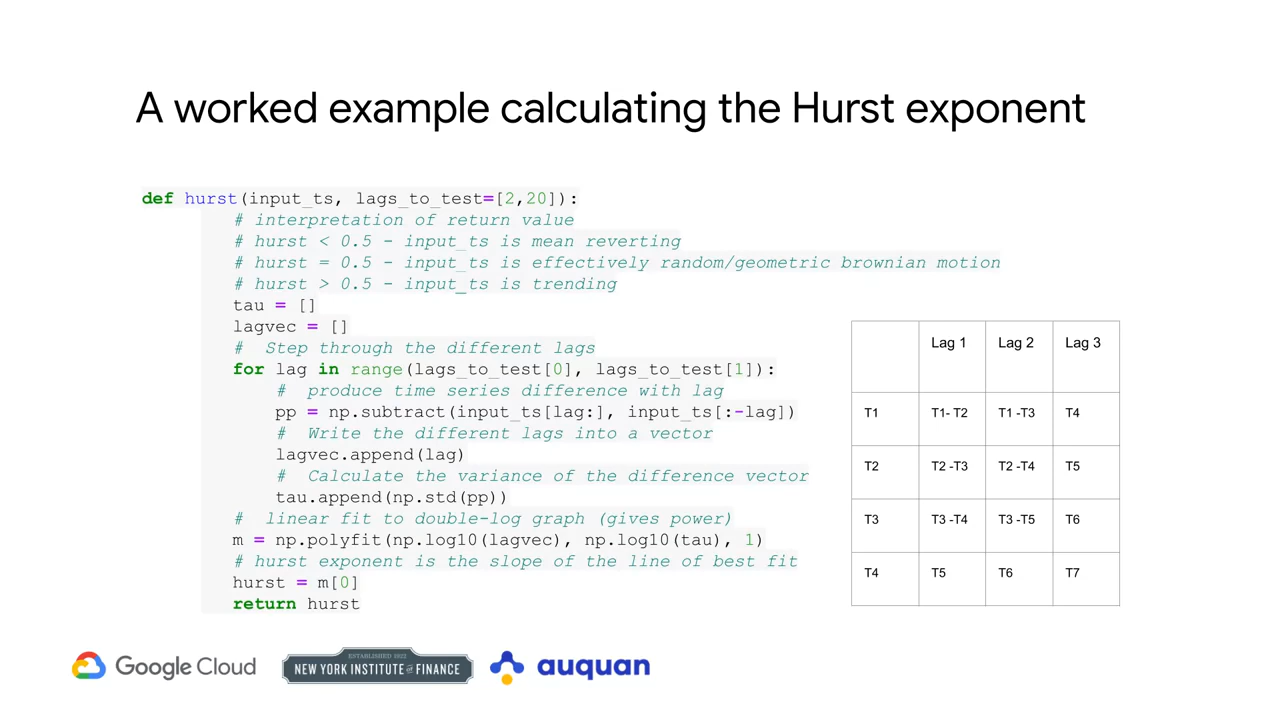 A worked example calculating the Hurst exponent
def hurst(input_ts, lags_to_test=[2,20]):
# interpretation of return value
# hurst < 0.5 - input_ts is mean reverting
# hurst = 0.5 - input_ts is effectively random/geometric brownian motion
# hurst > 0.5 - input_ts is trending
tau = []
lagvec = []
#  Step through the different lags
for lag in range(lags_to_test[0], lags_to_test[1]):
#  produce time series difference with lag
pp = np.subtract(input_ts[lag:], input_ts[:-lag])
#  Write the different lags into a vector
lagvec.append(lag)
#  Calculate the variance of the difference vector
tau.append(np.std(pp))
#  linear fit to double-log graph (gives power)
m = np.polyfit(np.log10(lagvec), np.log10(tau), 1)
# hurst exponent is the slope of the line of best fit
hurst = m[0]
return hurst
Lag 1 Lag 2 Lag 3
T1 T1- T2 T1 -T3 T4
T2 T2 -T3 T2 -T4 T5
T3 T3 -T4 T3 -T5 T6
T4 T5 T6 T7
Google Cloud
ESTABLISHED 1922
NEW YORK INSTITUTE OF FINANCE
auquan